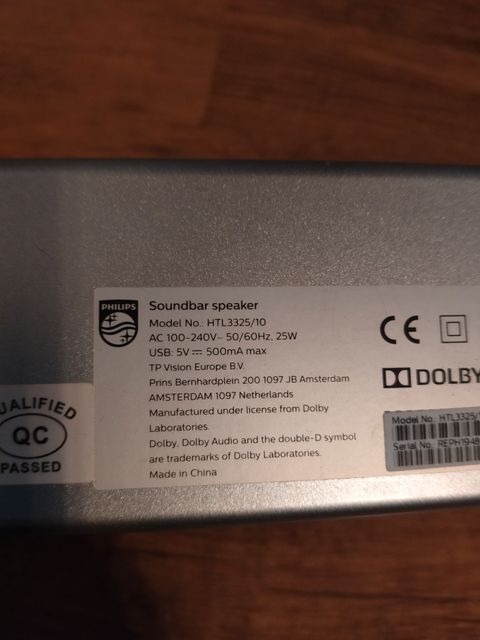 PHILIPS
Soundbar speaker
Model No.: HTL3325/10
AC 100-240V~ 50/60Hz, 25W
USB: 5V⎓ 500mA max
TP Vision Europe B.V.
Prins Bernhardplein 200 1097 JB Amsterdam
AMSTERDAM 1097 Netherlands
Manufactured under license from Dolby
Laboratories.
Dolby, Dolby Audio and the double-D symbol
are trademarks of Dolby Laboratories.
Made in China
CE
DOLBY
Model No.: HTL3325/
Serial No.: REPH1948
UALIFIED
QC
PASSED